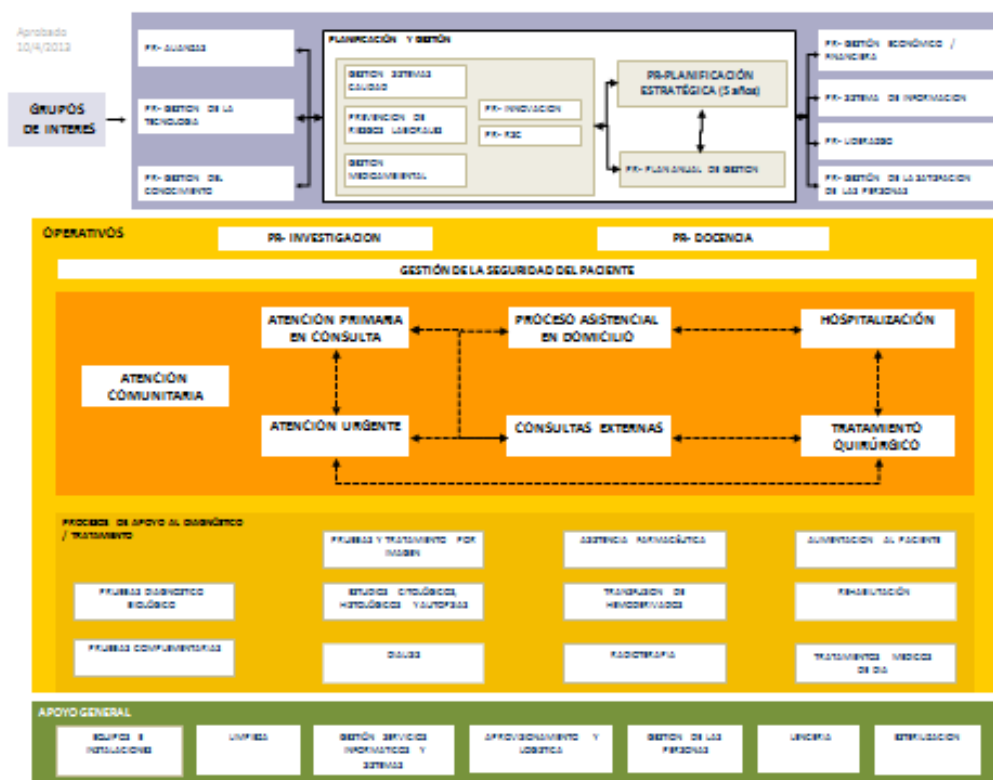 Aprobado
10/4/2013
GRUPOS
DE INTERES
PR- ALIANZAS
PR- GESTION DE LA
TECNOLOGIA
PR- GESTION DEL
CONOCIMIENTO
PLANIFICACIÓN Y GESTIÓN
GESTION SISTEMAS
CALIDAD
PREVENCION DE
RIESGOS LABORALES
GESTION
MEDIOAMBIENTAL
PR- INNOVACION
PR- RSC
PR-PLANIFICACIÓN
ESTRATÉGICA (5 años)
PR- PLAN ANUAL DE GESTION
PR- GESTIÓN ECONÓMICO /
FINANCIERA
PR- SISTEMA DE INFORMACION
PR- LIDERAZGO
PR- GESTIÓN DE LA SATISFACION
DE LAS PERSONAS
OPERATIVOS
PR- INVESTIGACION
PR- DOCENCIA
GESTIÓN DE LA SEGURIDAD DEL PACIENTE
ATENCIÓN PRIMARIA
EN CONSULTA
PROCESO ASISTENCIAL
EN DOMICILIO
HOSPITALIZACIÓN
ATENCIÓN
COMUNITARIA
ATENCIÓN URGENTE
CONSULTAS EXTERNAS
TRATAMIENTO
QUIRÚRGICO
PROCESOS DE APOYO AL DIAGNÓSTICO
/ TRATAMIENTO
PRUEBAS Y TRATAMIENTO POR
IMAGEN
ASISTENCIA FARMACÉUTICA
ALIMENTACION AL PACIENTE
PRUEBAS DIAGNOSTICO
BIOLÓGICO
ESTUDIOS CITOLÓGICOS,
HISTOLÓGICOS Y AUTOPSIAS
TRANSFUSION DE
HEMODERIVADOS
REHABILITACIÓN
PRUEBAS COMPLEMENTARIAS
DIALISIS
RADIOTERAPIA
TRATAMIENTOS MEDICOS
DE DIA
APOYO GENERAL
EQUIPOS E
INSTALACIONES
LIMPIEZA
GESTIÓN SERVICIOS
INFORMATICOS Y
SISTEMAS
APROVISIONAMIENTO Y
LOGISTICA
GESTION DE LAS
PERSONAS
LENCERIA
ESTERILIZACION